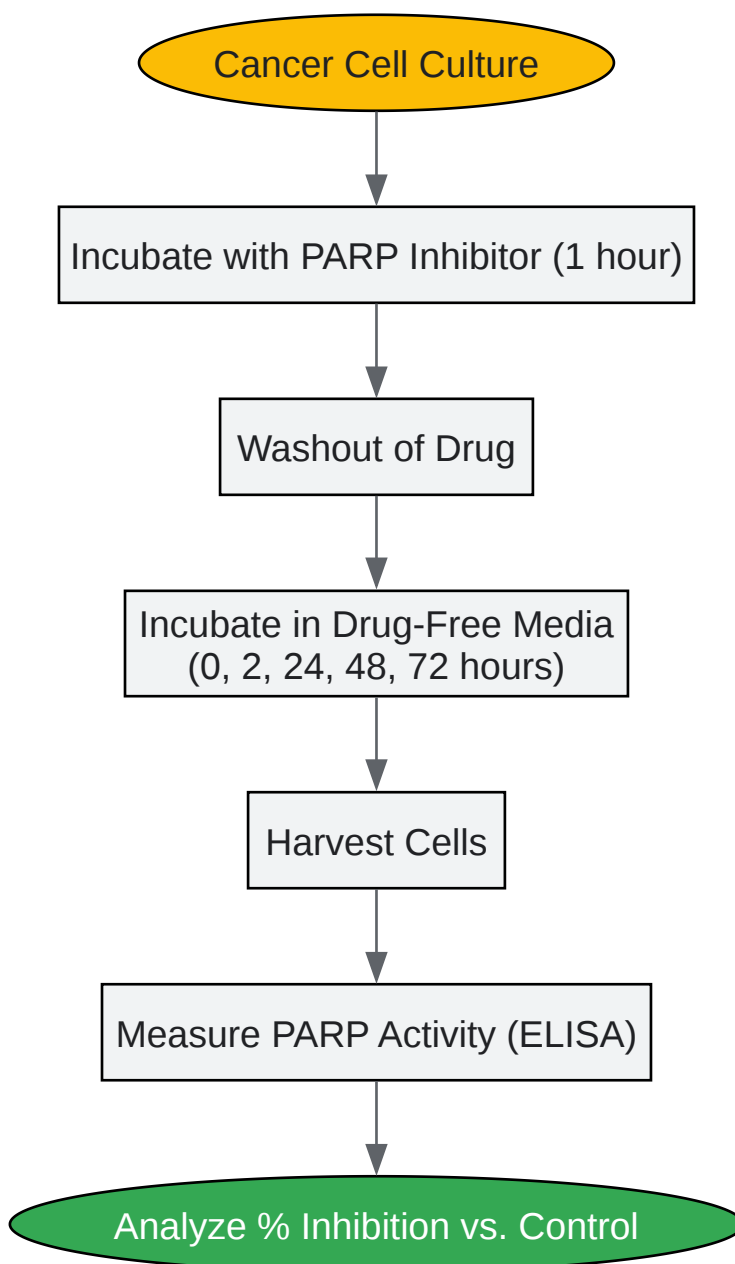 Cancer Cell Culture
Incubate with PARP Inhibitor (1 hour)
Washout of Drug
Incubate in Drug-Free Media
(0, 2, 24, 48, 72 hours)
Harvest Cells
Measure PARP Activity (ELISA)
Analyze % Inhibition vs. Control